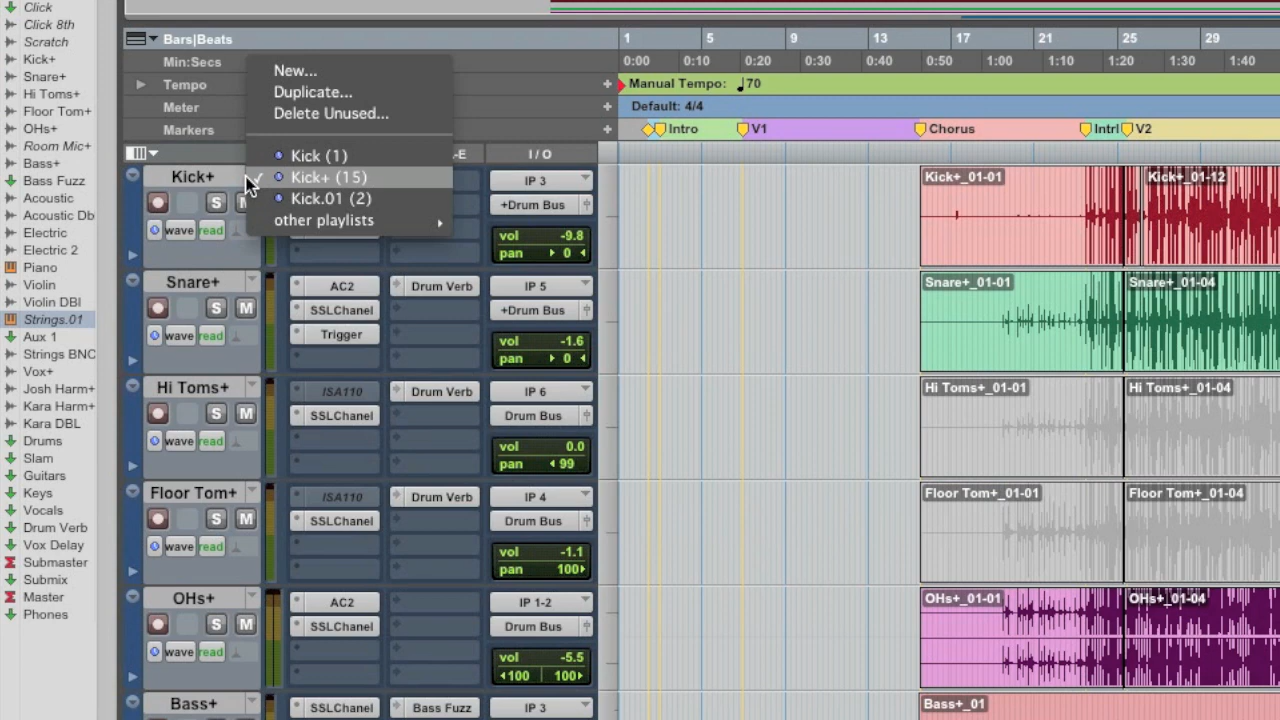 Click
Click 8th
Scratch
Kick+
Snare+
Hi Toms+
Floor Tom+
OHs+
Room Mic+
Bass+
Bass Fuzz
Acoustic
Acoustic Db
Electric
Electric 2
Piano
Violin
Violin DBl
Strings.01
Aux 1
Strings BNC
Vox+
Josh Harm+
Kara Harm+
Kara DBL
Drums
Slam
Guitars
Keys
Vocals
Drum Verb
Vox Delay
Submaster
Submix
Master
Phones
Bars|Beats
1 5 9 13 17 21 25 29
Min:Secs
0:00 0:10 0:20 0:30 0:40 0:50 1:00 1:10 1:20 1:30 1:40
Tempo
Manual Tempo: 70
Meter
Default: 4/4
Markers
Intro V1 Chorus Intrl V2
New...
Duplicate...
Delete Unused...
Kick (1)
Kick+ (15)
Kick.01 (2)
other playlists
-E I / O
Kick+
S M
wave read
IP 3
+Drum Bus
vol -9.8
pan 0
Kick+_01-01 Kick+_01-12
Snare+
S M
wave read
AC2 Drum Verb IP 5
SSLChanel +Drum Bus
Trigger
vol -1.6
pan 0
Snare+_01-01 Snare+_01-04
Hi Toms+
S M
wave read
ISA110 Drum Verb IP 6
SSLChanel Drum Bus
vol 0.0
pan 99
Hi Toms+_01-01 Hi Toms+_01-04
Floor Tom+
S M
wave read
ISA110 Drum Verb IP 4
SSLChanel Drum Bus
vol -1.1
pan 100
Floor Tom+_01-01 Floor Tom+_01-04
OHs+
S M
wave read
AC2 IP 1-2
SSLChanel Drum Bus
vol -5.5
100 100
OHs+_01-01 OHs+_01-04
Bass+
SSLChanel Bass Fuzz IP 3
Bass+_01